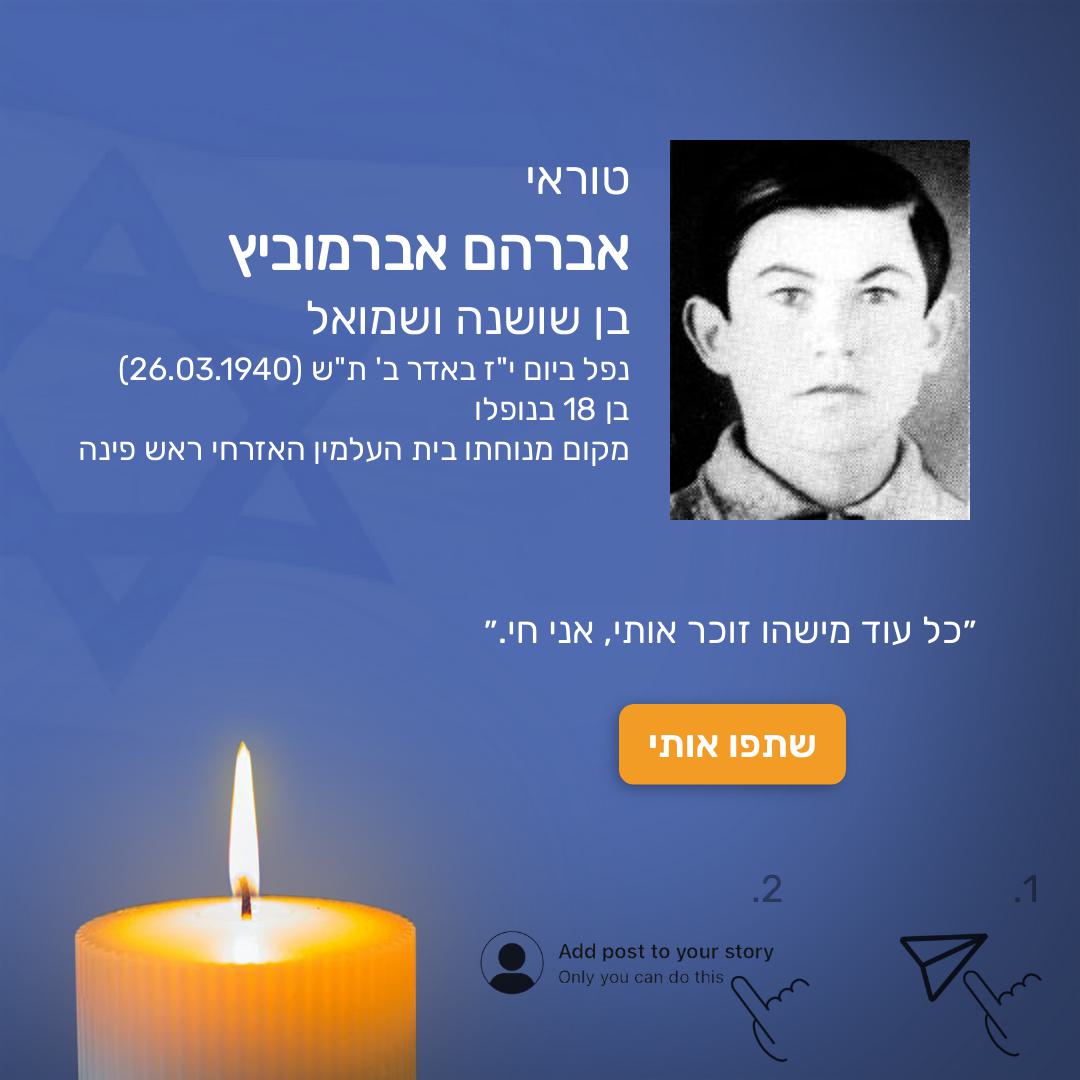 טוראי
אברהם אברמוביץ
בן שושנה ושמואל
נפל ביום י"ז באדר ב' ת"ש (26.03.1940)
בן 18 בנופלו
מקום מנוחתו בית העלמין האזרחי ראש פינה
״כל עוד מישהו זוכר אותי, אני חי.״
שתפו אותי
.1
.2
Add post to your story
Only you can do this